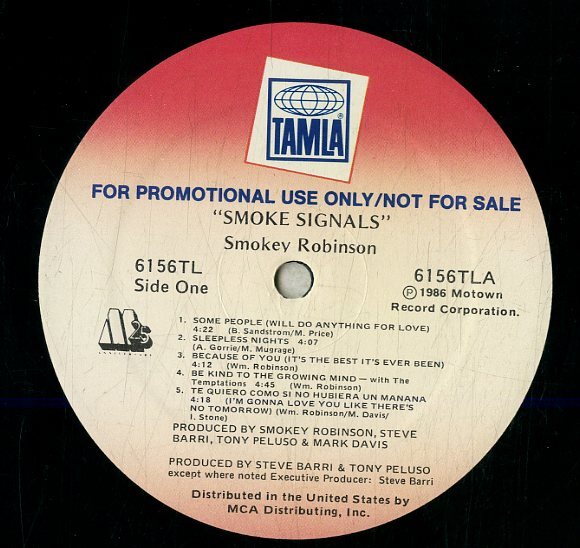 TAMLA®
FOR PROMOTIONAL USE ONLY/NOT FOR SALE
"SMOKE SIGNALS"
Smokey Robinson
6156TL
Side One
6156TLA
Ⓟ 1986 Motown
Record Corporation.
M25
ANNIVERSARY
1. SOME PEOPLE (WILL DO ANYTHING FOR LOVE)
4:22 (B. Sandstrom/M. Price)
2. SLEEPLESS NIGHTS 4:07
(A. Gorrie/M. Mugrage)
3. BECAUSE OF YOU (IT'S THE BEST IT'S EVER BEEN)
4:12 (Wm. Robinson)
4. BE KIND TO THE GROWING MIND — with The
Temptations 4:45 (Wm. Robinson)
5. TE QUIERO COMO SI NO HUBIERA UN MANANA
4:18 (I'M GONNA LOVE YOU LIKE THERE'S
NO TOMORROW) (Wm. Robinson/M. Davis/
I. Stone)
PRODUCED BY SMOKEY ROBINSON, STEVE
BARRI, TONY PELUSO & MARK DAVIS
PRODUCED BY STEVE BARRI & TONY PELUSO
except where noted Executive Producer: Steve Barri
Distributed in the United States by
MCA Distributing, Inc.